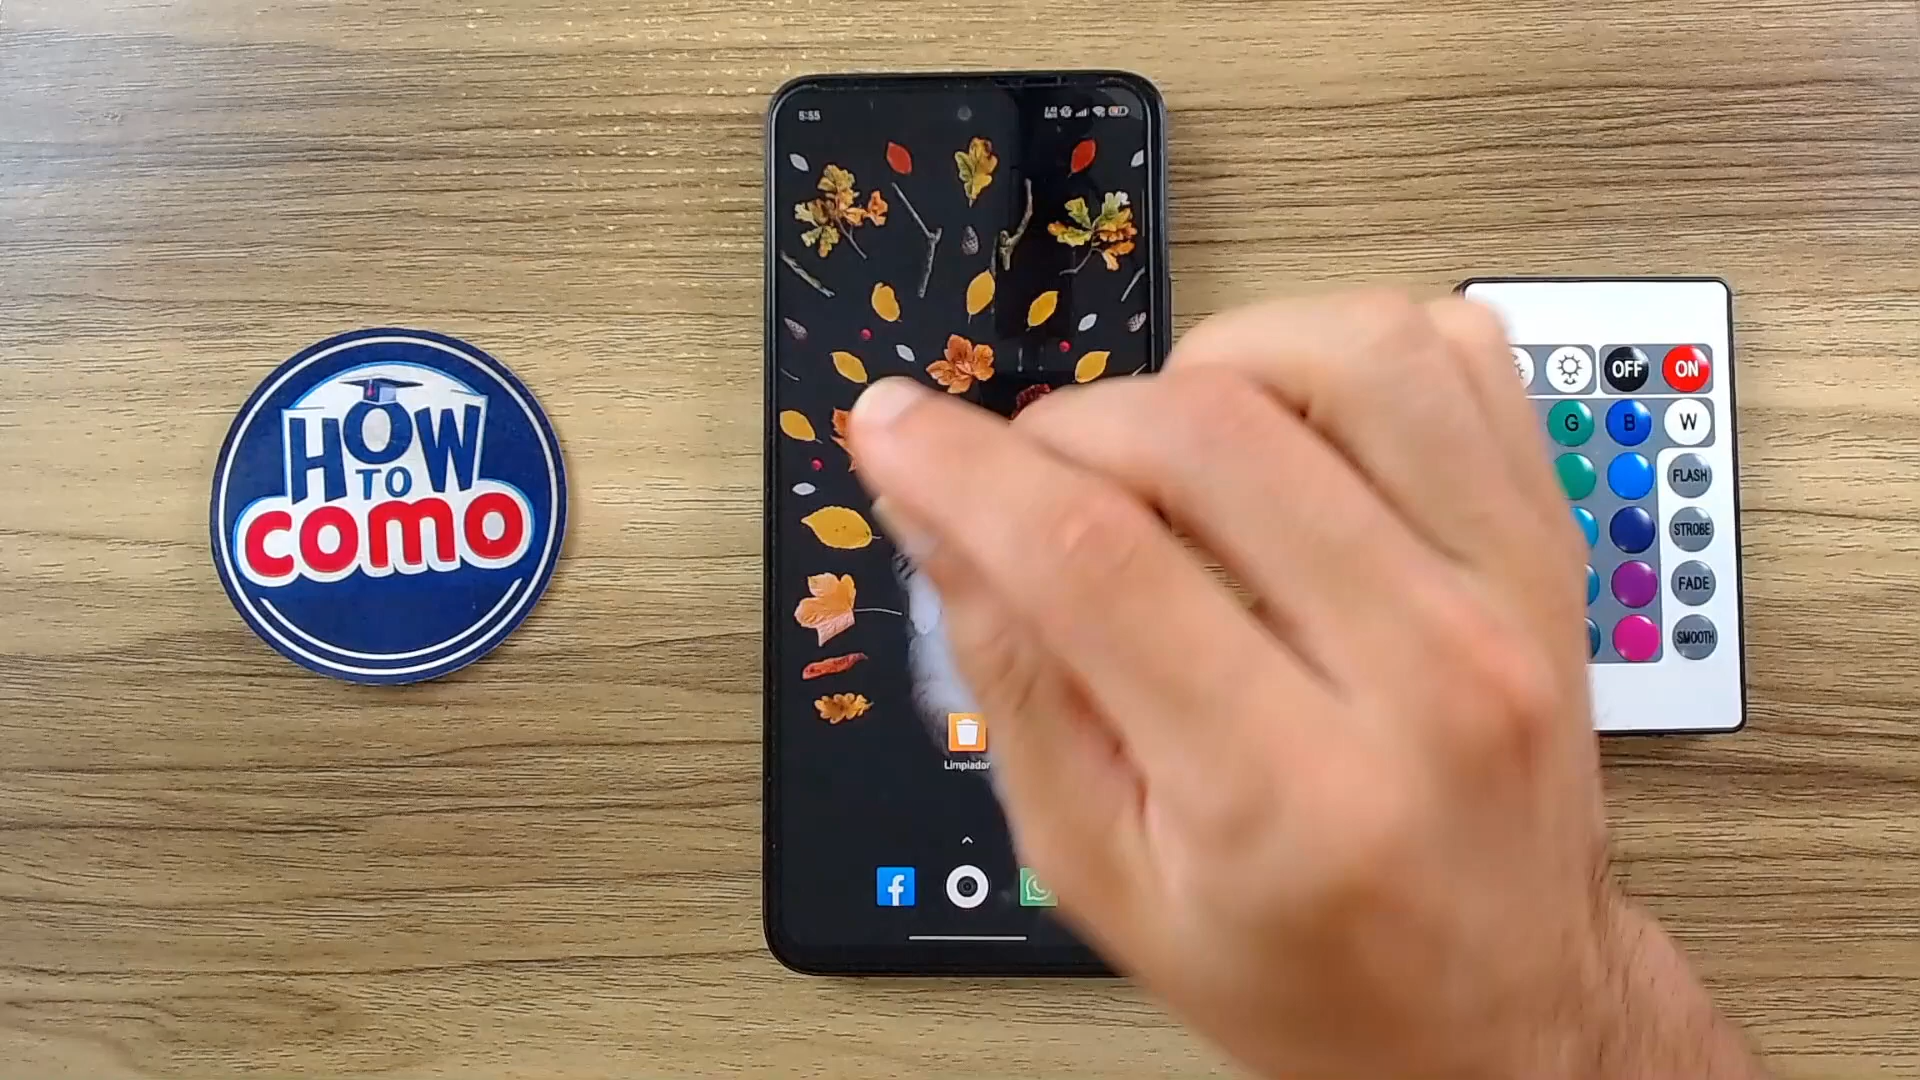 5:55
HOW
TO
COMO
Limpiador
OFF
ON
G
B
W
FLASH
STROBE
FADE
SMOOTH